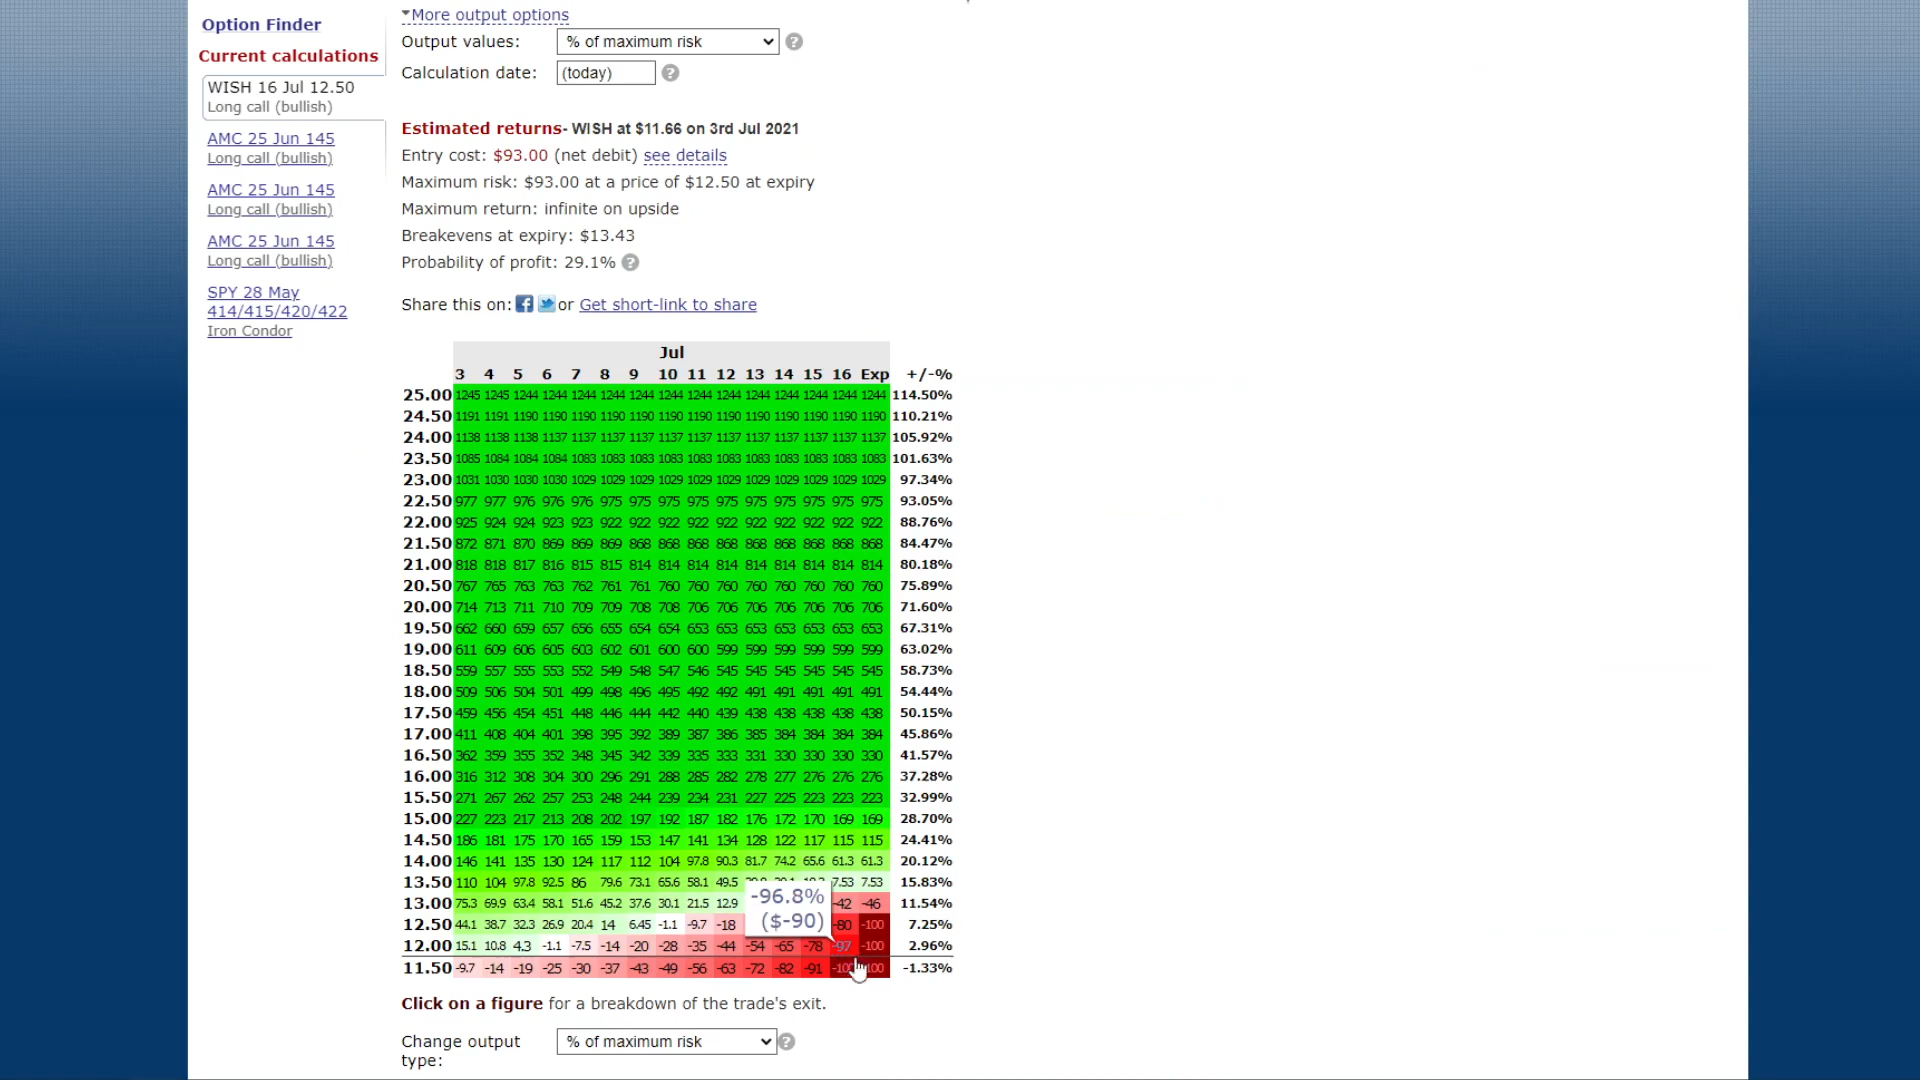 More output options
Option Finder
Output values: % of maximum risk
Current calculations
Calculation date: (today)
WISH 16 Jul 12.50
Long call (bullish)
AMC 25 Jun 145
Long call (bullish)
AMC 25 Jun 145
Long call (bullish)
AMC 25 Jun 145
Long call (bullish)
SPY 28 May
414/415/420/422
Iron Condor
Estimated returns- WISH at $11.66 on 3rd Jul 2021
Entry cost: $93.00 (net debit) see details
Maximum risk: $93.00 at a price of $12.50 at expiry
Maximum return: infinite on upside
Breakevens at expiry: $13.43
Probability of profit: 29.1%
Share this on: or Get short-link to share
Jul
3 4 5 6 7 8 9 10 11 12 13 14 15 16 Exp +/-%
25.00 1245 1245 1244 1244 1244 1244 1244 1244 1244 1244 1244 1244 1244 1244 1244 114.50%
24.50 1191 1191 1190 1190 1190 1190 1190 1190 1190 1190 1190 1190 1190 1190 1190 110.21%
24.00 1138 1138 1138 1137 1137 1137 1137 1137 1137 1137 1137 1137 1137 1137 1137 105.92%
23.50 1085 1084 1084 1084 1083 1083 1083 1083 1083 1083 1083 1083 1083 1083 1083 101.63%
23.00 1031 1030 1030 1030 1029 1029 1029 1029 1029 1029 1029 1029 1029 1029 1029 97.34%
22.50 977 977 976 976 976 975 975 975 975 975 975 975 975 975 975 93.05%
22.00 925 924 924 923 923 922 922 922 922 922 922 922 922 922 922 88.76%
21.50 872 871 870 869 869 869 868 868 868 868 868 868 868 868 868 84.47%
21.00 818 818 817 816 815 815 814 814 814 814 814 814 814 814 814 80.18%
20.50 767 765 763 763 762 761 761 760 760 760 760 760 760 760 760 75.89%
20.00 714 713 711 710 709 709 708 708 706 706 706 706 706 706 706 71.60%
19.50 662 660 659 657 656 655 654 654 653 653 653 653 653 653 653 67.31%
19.00 611 609 606 605 603 602 601 600 600 599 599 599 599 599 599 63.02%
18.50 559 557 555 553 552 549 548 547 546 545 545 545 545 545 545 58.73%
18.00 509 506 504 501 499 498 496 495 492 492 491 491 491 491 491 54.44%
17.50 459 456 454 451 448 446 444 442 440 439 438 438 438 438 438 50.15%
17.00 411 408 404 401 398 395 392 389 387 386 385 384 384 384 384 45.86%
16.50 362 359 355 352 348 345 342 339 335 333 331 330 330 330 330 41.57%
16.00 316 312 308 304 300 296 291 288 285 282 278 277 276 276 276 37.28%
15.50 271 267 262 257 253 248 244 239 234 231 227 225 223 223 223 32.99%
15.00 227 223 217 213 208 202 197 192 187 182 176 172 170 169 169 28.70%
14.50 186 181 175 170 165 159 153 147 141 134 128 122 117 115 115 24.41%
14.00 146 141 135 130 124 117 112 104 97.8 90.3 81.7 74.2 65.6 61.3 61.3 20.12%
13.50 110 104 97.8 92.5 86 79.6 73.1 65.6 58.1 49.5 7.53 7.53 15.83%
13.00 75.3 69.9 63.4 58.1 51.6 45.2 37.6 30.1 21.5 12.9 -42 -46 11.54%
-96.8%
($-90)
12.50 44.1 38.7 32.3 26.9 20.4 14 6.45 -1.1 -9.7 -18 -80 -100 7.25%
12.00 15.1 10.8 4.3 -1.1 -7.5 -14 -20 -28 -35 -44 -54 -65 -78 -97 -100 2.96%
11.50 -9.7 -14 -19 -25 -30 -37 -43 -49 -56 -63 -72 -82 -91 -100 -100 -1.33%
Click on a figure for a breakdown of the trade's exit.
Change output type: % of maximum risk